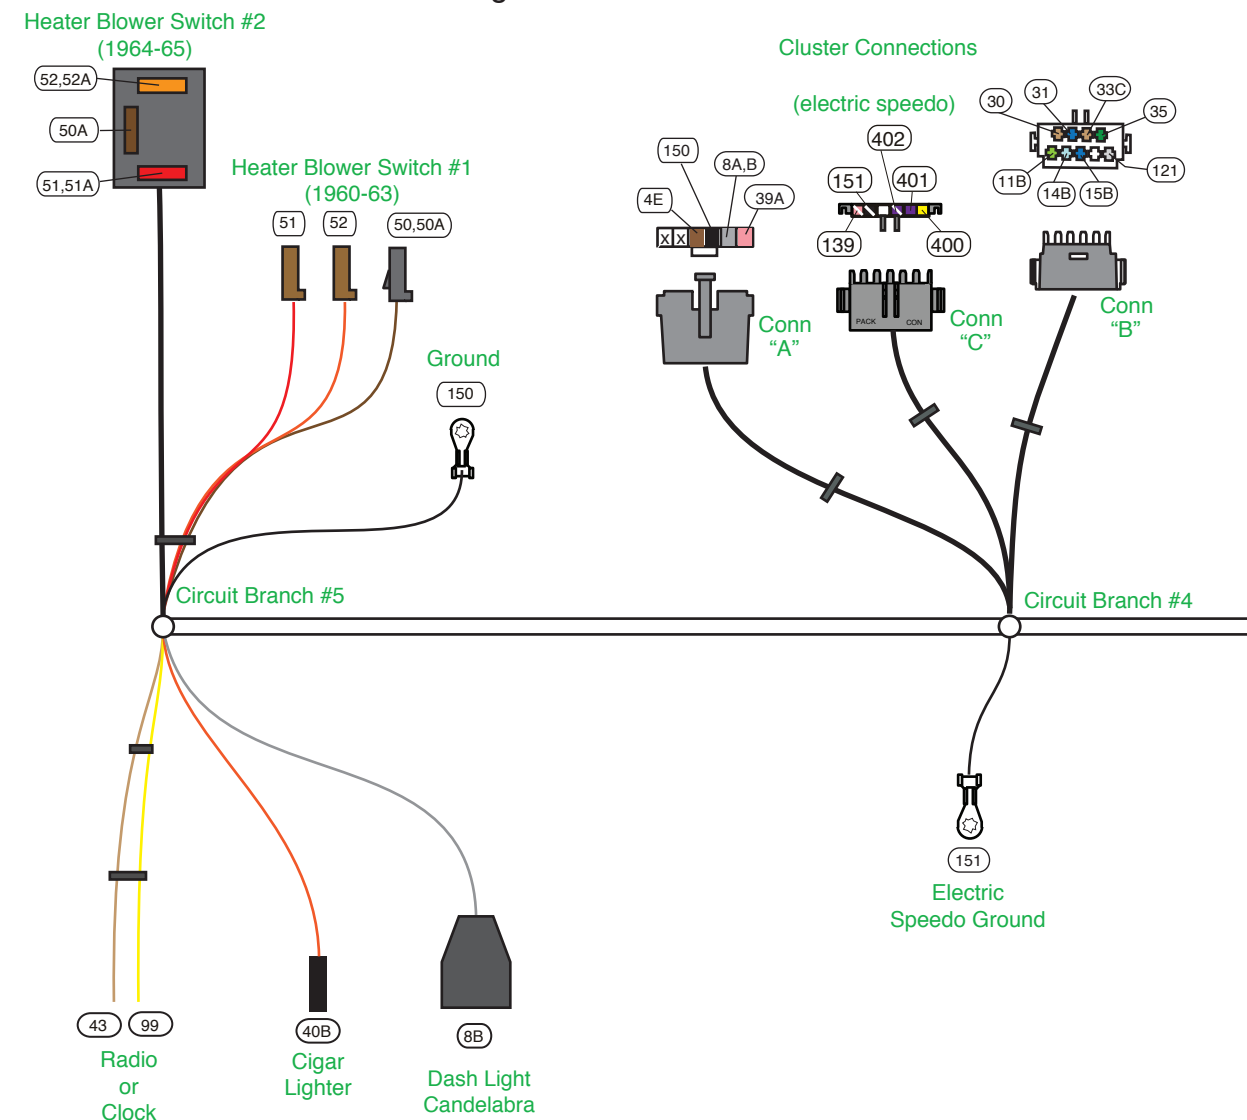 Heater Blower Switch #2
(1964-65)
52,52A
50A
51,51A
Heater Blower Switch #1
(1960-63)
51
52
50,50A
Ground
150
Cluster Connections
(electric speedo)
150
8A,B
4E
39A
X X
Conn
“A”
402
151
401
139
400
PACK
CON
Conn
“C”
30
31
33C
35
11B
14B
15B
121
Conn
“B”
Circuit Branch #5
Circuit Branch #4
43
99
Radio
or
Clock
40B
Cigar
Lighter
8B
Dash Light
Candelabra
151
Electric
Speedo Ground